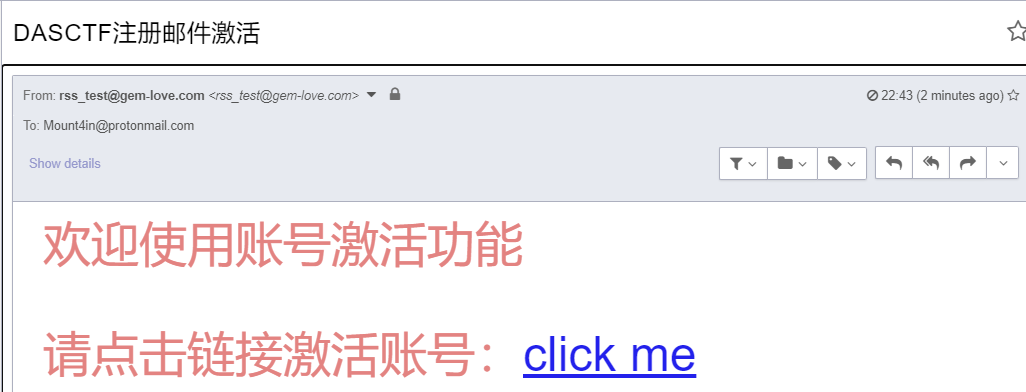 DASCTF注册邮件激活
From: rss_test@gem-love.com <rss_test@gem-love.com>
22:43 (2 minutes ago)
To: Mount4in@protonmail.com
Show details
欢迎使用账号激活功能
请点击链接激活账号：click me